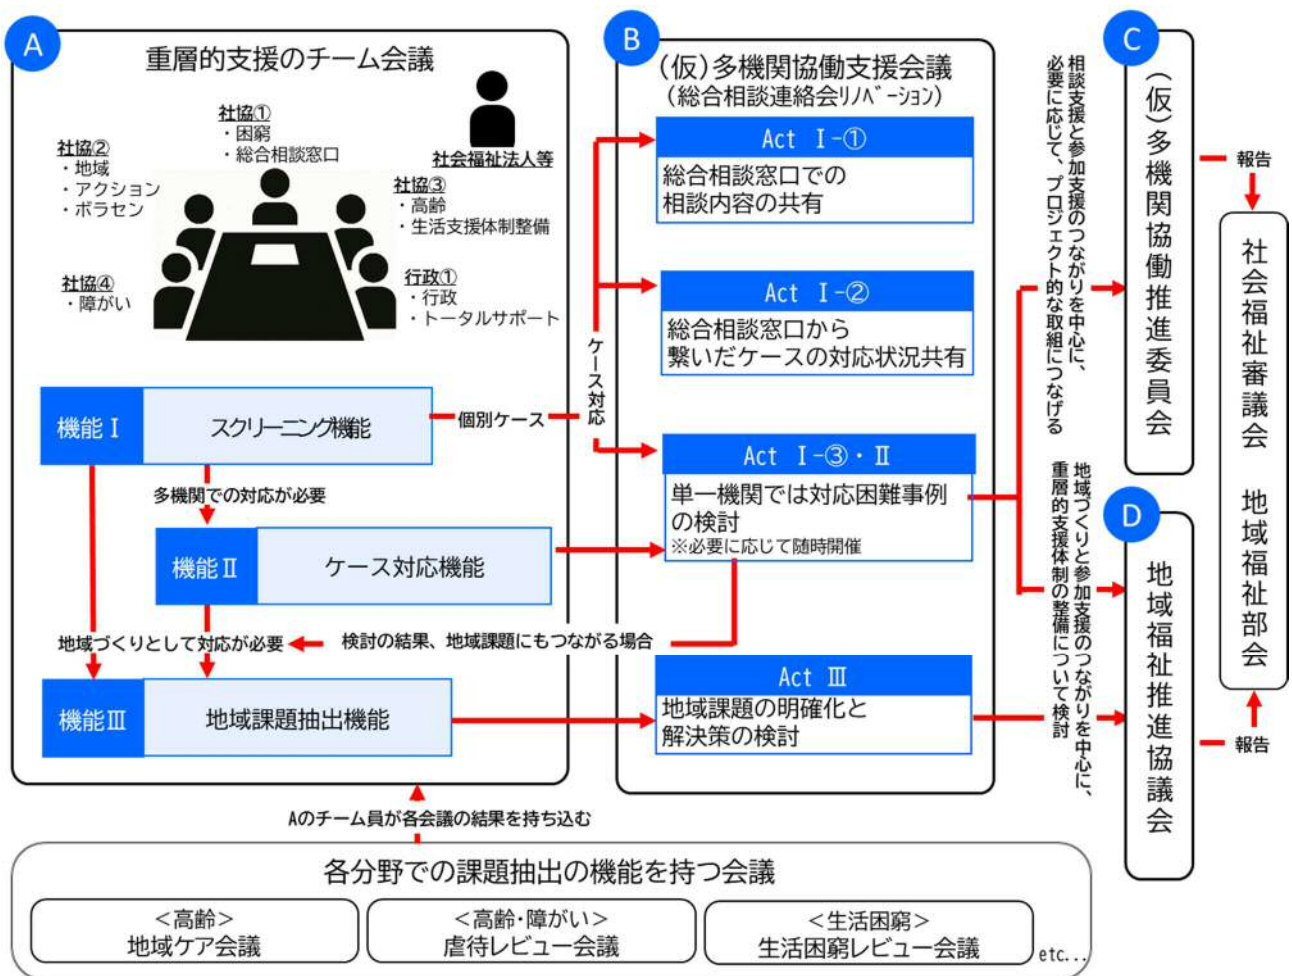 A
重層的支援のチーム会議
社協①
・困窮
・総合相談窓口
社協②
・地域
・アクション
・ボラセン
社会福祉法人等
社協③
・高齢
・生活支援体制整備
社協④
・障がい
行政①
・行政
・トータルサポート
機能Ⅰ
スクリーニング機能
個別ケース
ケース対応
多機関での対応が必要
機能Ⅱ
ケース対応機能
地域づくりとして対応が必要
検討の結果、地域課題にもつながる場合
機能Ⅲ
地域課題抽出機能
B
(仮)多機関協働支援会議
(総合相談連絡会リノベーション)
Act Ⅰ-①
総合相談窓口での
相談内容の共有
Act Ⅰ-②
総合相談窓口から
繋いだケースの対応状況共有
Act Ⅰ-③・Ⅱ
単一機関では対応困難事例
の検討
※必要に応じて随時開催
Act Ⅲ
地域課題の明確化と
解決策の検討
相談支援と参加支援のつながりを中心に、
必要に応じて、プロジェクト的な取組につなげる
C
(仮)多機関協働推進委員会
報告
地域づくりと参加支援のつながりを中心に、
重層的支援体制の整備について検討
D
地域福祉推進協議会
報告
社会福祉審議会 地域福祉部会
Aのチーム員が各会議の結果を持ち込む
各分野での課題抽出の機能を持つ会議
<高齢>
地域ケア会議
<高齢・障がい>
虐待レビュー会議
<生活困窮>
生活困窮レビュー会議
etc...